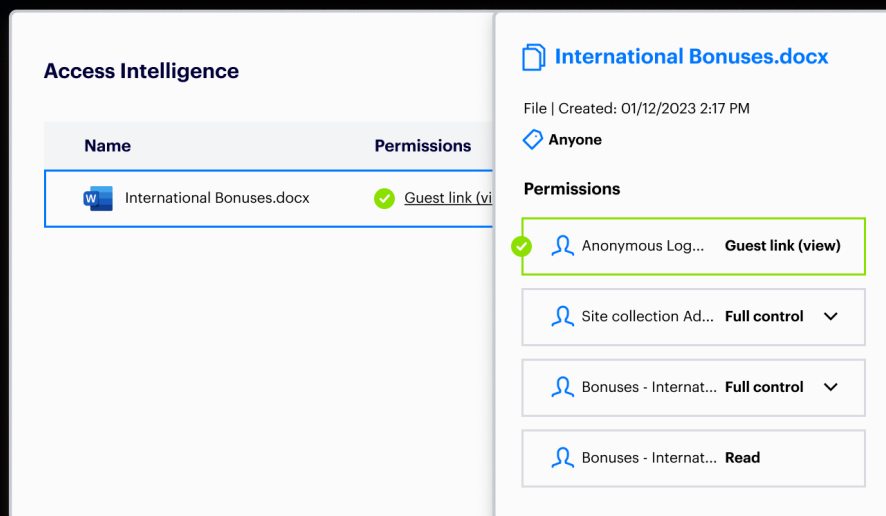 Access Intelligence
Name Permissions
W International Bonuses.docx Guest link (vi
International Bonuses.docx
File | Created: 01/12/2023 2:17 PM
Anyone
Permissions
Anonymous Log... Guest link (view)
Site collection Ad... Full control
Bonuses - Internat... Full control
Bonuses - Internat... Read